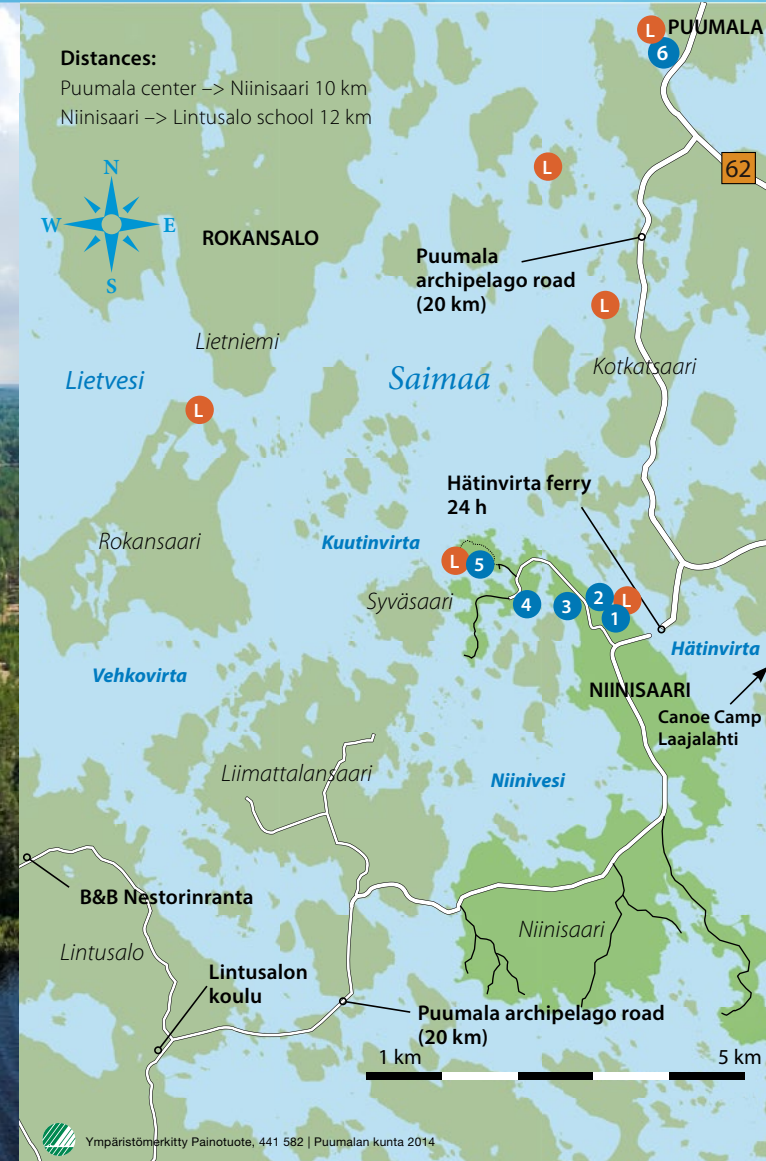 L PUUMALA
6
Distances:
Puumala center –> Niinisaari 10 km
Niinisaari –> Lintusalo school 12 km
62
N
W E
S
L
ROKANSALO
Puumala
archipelago road
(20 km)
L
Lietniemi
Kotkatsaari
Lietvesi
Saimaa
L
Hätinvirta ferry
24 h
Rokansaari
Kuutinvirta
L 5
Syväsaari
4
3
2 L
1
Hätinvirta
Vehkovirta
NIINISAARI
Canoe Camp
Laajalahti
Liimattalansaari
Niinivesi
B&B Nestorinranta
Niinisaari
Lintusalo
Lintusalon
koulu
Puumala archipelago road
(20 km)
1 km 5 km
Ympäristömerkitty Painotuote, 441 582 | Puumalan kunta 2014